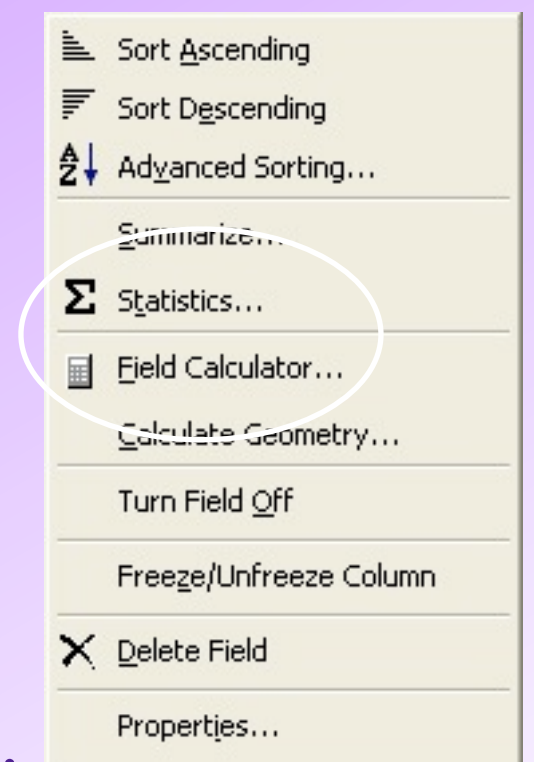 Sort Ascending
Sort Descending
Advanced Sorting...
Summarize...
Statistics...
Field Calculator...
Calculate Geometry...
Turn Field Off
Freeze/Unfreeze Column
Delete Field
Properties...